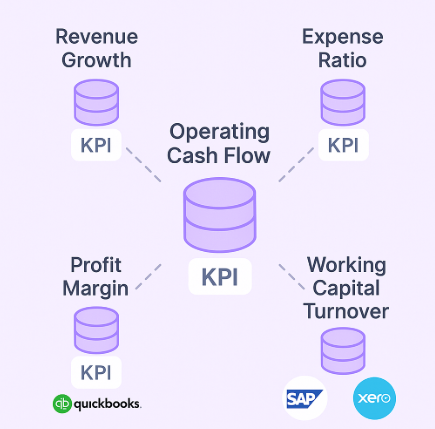 Revenue
Growth
KPI
Expense
Ratio
KPI
Operating
Cash Flow
KPI
Profit
Margin
KPI
qb quickbooks.
Working
Capital
Turnover
SAP
xero